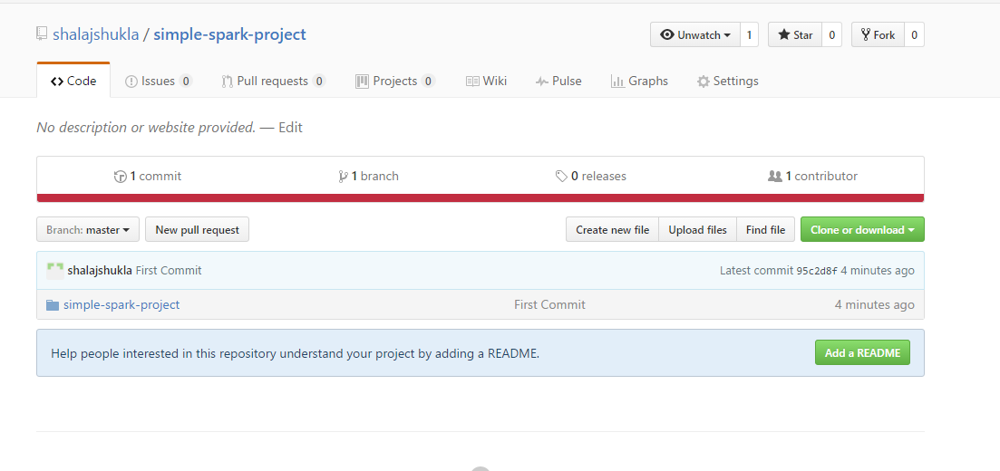 shalajshukla / simple-spark-project Unwatch 1 Star 0 Fork 0
Code Issues 0 Pull requests 0 Projects 0 Wiki Pulse Graphs Settings
No description or website provided. — Edit
1 commit 1 branch 0 releases 1 contributor
Branch: master New pull request Create new file Upload files Find file Clone or download
shalajshukla First Commit Latest commit 95c2d8f 4 minutes ago
simple-spark-project First Commit 4 minutes ago
Help people interested in this repository understand your project by adding a README. Add a README